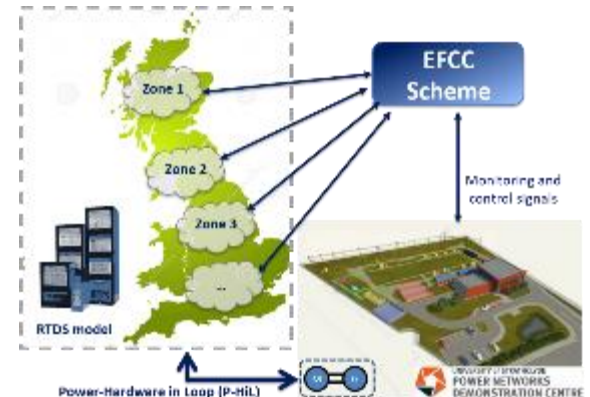 Zone 1
EFCC
Scheme
Zone 2
Zone 3
...
Monitoring and
control signals
RTDS model
Power-Hardware in Loop (P-HiL)
M
POWER NETWORKS
DEMONSTRATION CENTRE